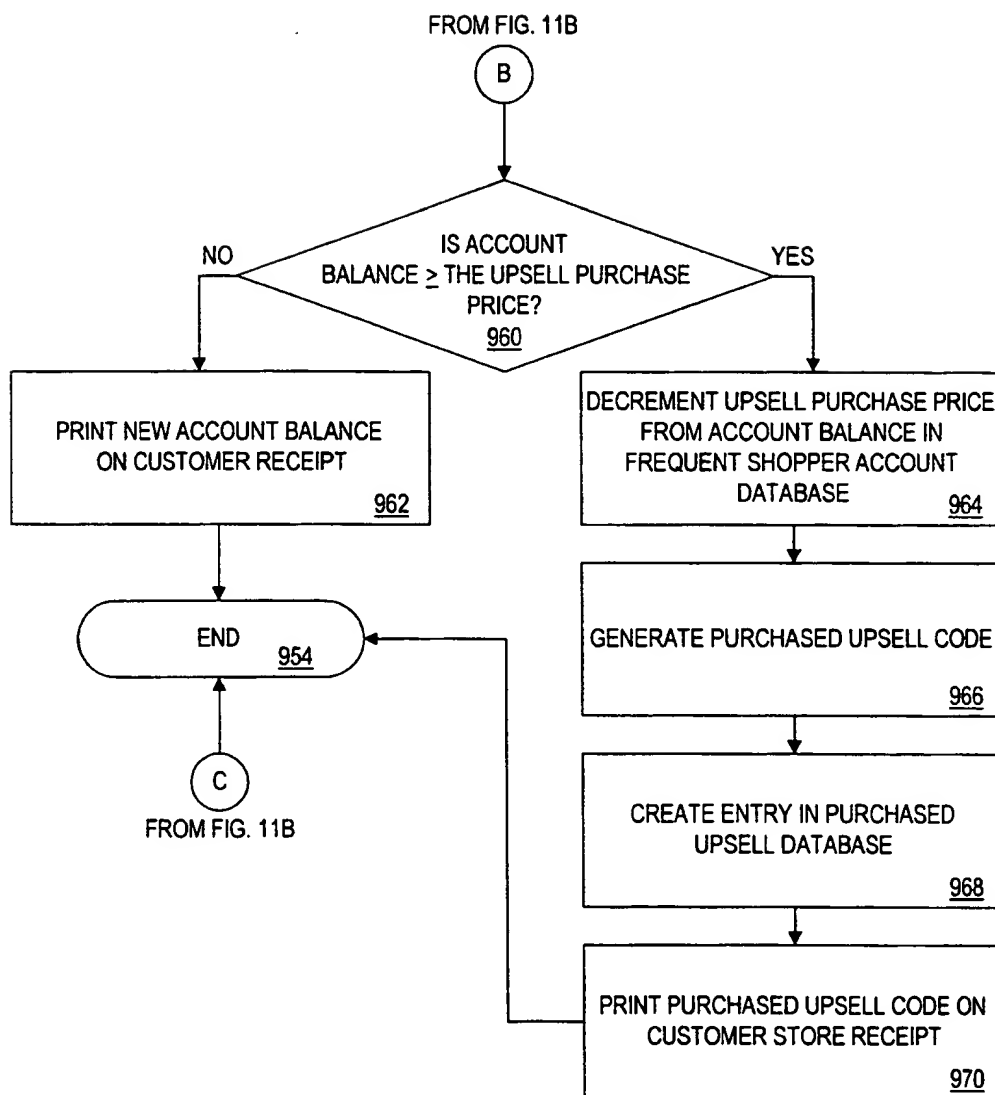 FROM FIG. 11B
B
IS ACCOUNT
BALANCE ≥ THE UPSELL PURCHASE
PRICE?
960
NO
YES
PRINT NEW ACCOUNT BALANCE
ON CUSTOMER RECEIPT
962
DECREMENT UPSELL PURCHASE PRICE
FROM ACCOUNT BALANCE IN
FREQUENT SHOPPER ACCOUNT
DATABASE
964
END
954
GENERATE PURCHASED UPSELL CODE
966
C
FROM FIG. 11B
CREATE ENTRY IN PURCHASED
UPSELL DATABASE
968
PRINT PURCHASED UPSELL CODE ON
CUSTOMER STORE RECEIPT
970